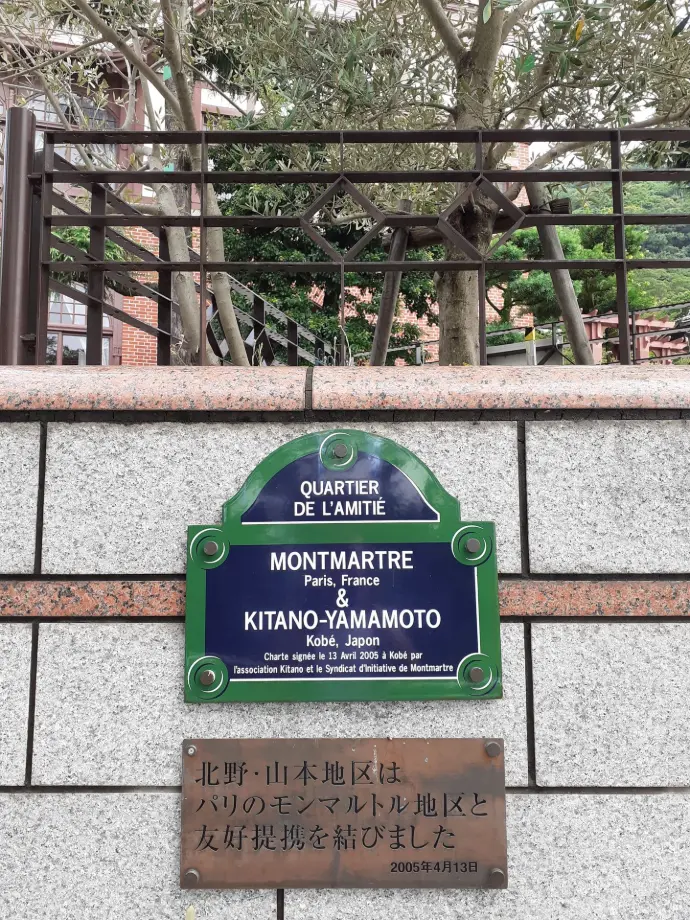 QUARTIER
DE L'AMITIÉ
MONTMARTRE
Paris, France
&
KITANO-YAMAMOTO
Kobé, Japon
Charte signée le 13 Avril 2005 à Kobé par
l'association Kitano et le Syndicat d'Initiative de Montmartre
北野·山本地区は
パリのモンマルトル地区と
友好提携を結びました
2005年4月13日